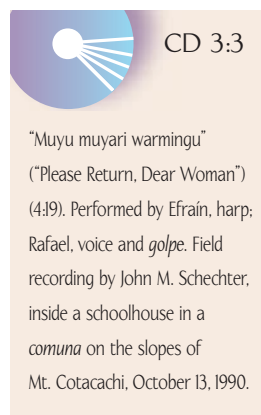 CD 3:3
“Muyu muyari warmingu”
(“Please Return, Dear Woman”)
(4:19). Performed by Efraín, harp;
Rafael, voice and golpe. Field
recording by John M. Schechter,
inside a schoolhouse in a
comuna on the slopes of
Mt. Cotacachi, October 13, 1990.